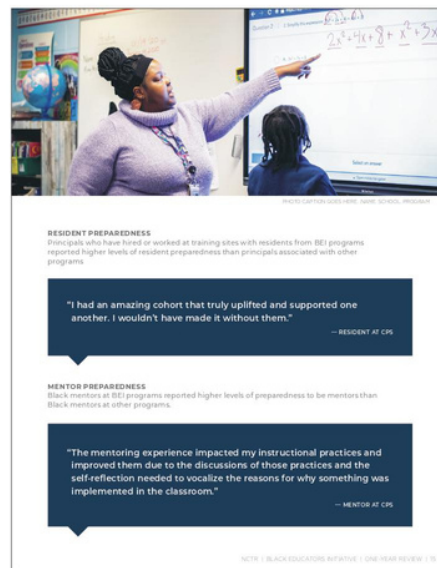 2x² + 4x + 8 + x² + 3x
PHOTO CAPTION GOES HERE. NAME, SCHOOL, PROGRAM
RESIDENT PREPAREDNESS
Principals who have hired or worked at training sites with residents from BEI programs
reported higher levels of resident preparedness than principals associated with other
programs
"I had an amazing cohort that truly uplifted and supported one
another. I wouldn't have made it without them."
— RESIDENT AT CPS
MENTOR PREPAREDNESS
Black mentors at BEI programs reported higher levels of preparedness to be mentors than
Black mentors at other programs.
"The mentoring experience impacted my instructional practices and
improved them due to the discussions of those practices and the
self-reflection needed to vocalize the reasons for why something was
implemented in the classroom."
— MENTOR AT CPS
NCTR | BLACK EDUCATORS INITIATIVE | ONE-YEAR REVIEW | 15